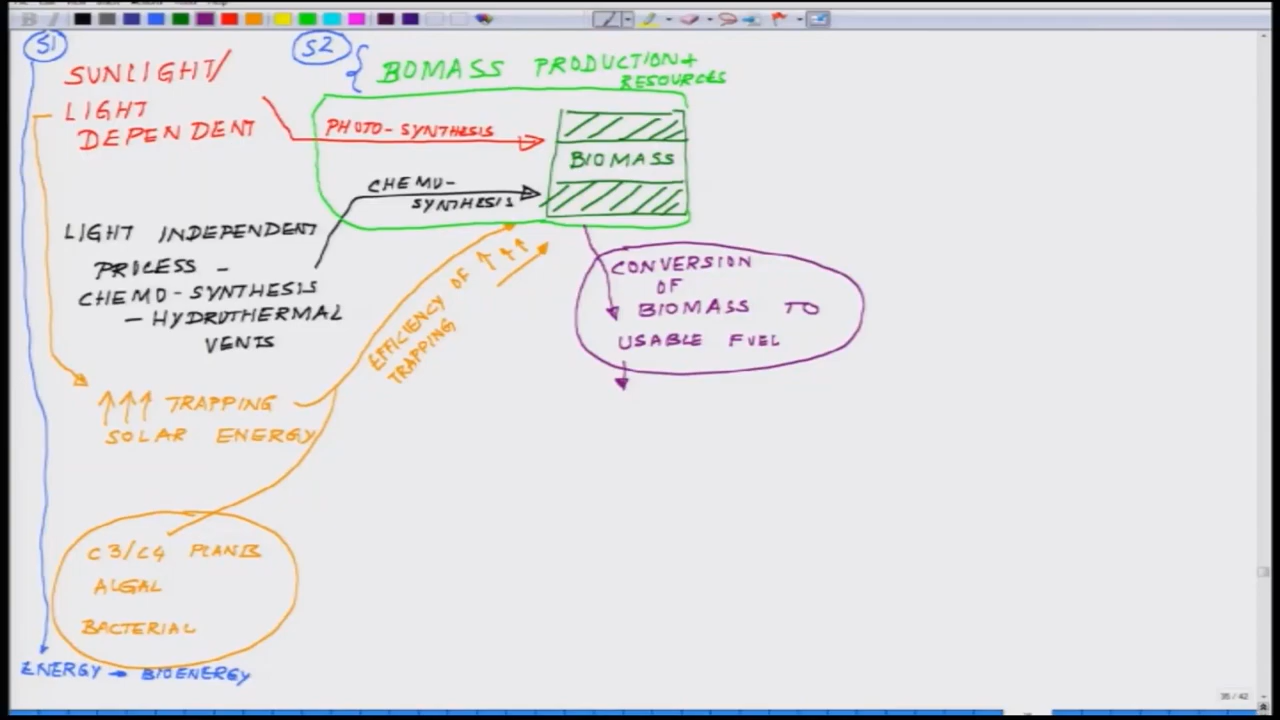 S1
SUNLIGHT/
LIGHT
DEPENDENT
LIGHT INDEPENDENT
PROCESS -
CHEMO-SYNTHESIS
- HYDROTHERMAL
VENTS
↑↑↑ TRAPPING
SOLAR ENERGY
C3/C4 PLANTS
ALGAL
BACTERIAL
ENERGY → BIOENERGY
S2
BOMASS PRODUCTION+
RESOURCES
PHOTO-SYNTHESIS
CHEMO-
SYNTHESIS
BIOMASS
EFFICIENCY OF ↑↑↑
TRAPPING
CONVERSION
OF
BIOMASS TO
USABLE FUEL
35 / 42